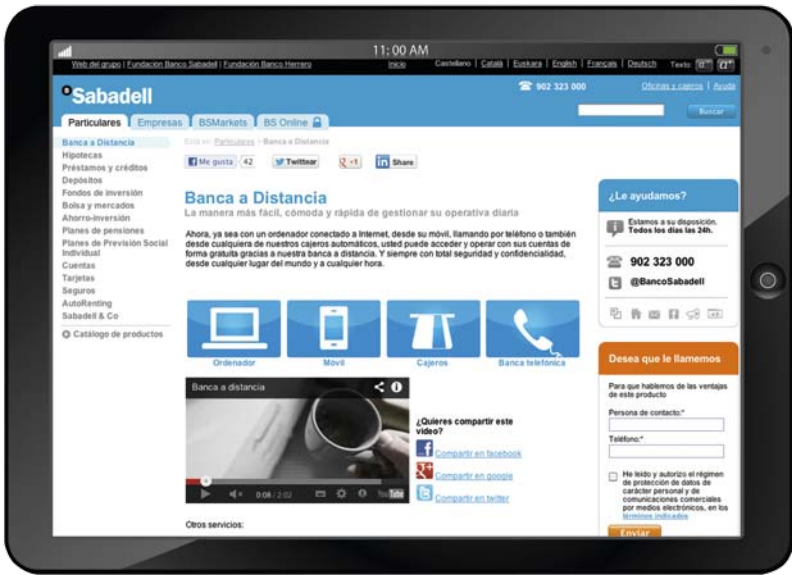 11:00 AM
Web del grupo | Fundación Banco Sabadell | Fundación Banco Herrero
Inicio
Castellano | Català | Euskara | English | Français | Deutsch
Texto:
902 323 000
Oficinas y cajeros | Ayuda
B Sabadell
Buscar
Particulares
Empresas
BSMarkets
BS Online
Está en: Particulares > Banca a Distancia
Me gusta
42
Twittear
+1
in Share
Banca a Distancia
Hipotecas
Préstamos y créditos
Depósitos
Fondos de inversión
Bolsa y mercados
Ahorro-inversión
Planes de pensiones
Planes de Previsión Social
Individual
Cuentas
Tarjetas
Seguros
AutoRenting
Sabadell & Co
Catálogo de productos
Banca a Distancia
La manera más fácil, cómoda y rápida de gestionar su operativa diaria
Ahora, ya sea con un ordenador conectado a Internet, desde su móvil, llamando por teléfono o también
desde cualquiera de nuestros cajeros automáticos, usted puede acceder y operar con sus cuentas de
forma gratuita gracias a nuestra banca a distancia. Y siempre con total seguridad y confidencialidad,
desde cualquier lugar del mundo y a cualquier hora.
Ordenador
Móvil
Cajeros
Banca telefónica
Banca a distancia
0:04 / 2:02
YouTube
¿Quieres compartir este
video?
Compartir en facebook
Compartir en google
Compartir en twitter
Otros servicios:
¿Le ayudamos?
Estamos a su disposición.
Todos los días las 24h.
902 323 000
@BancoSabadell
Desea que le llamemos
Para que hablemos de las ventajas
de este producto
Persona de contacto:*
Teléfono:*
He leído y autorizo el régimen
de protección de datos de
carácter personal y de
comunicaciones comerciales
por medios electrónicos, en los
términos indicados
Enviar